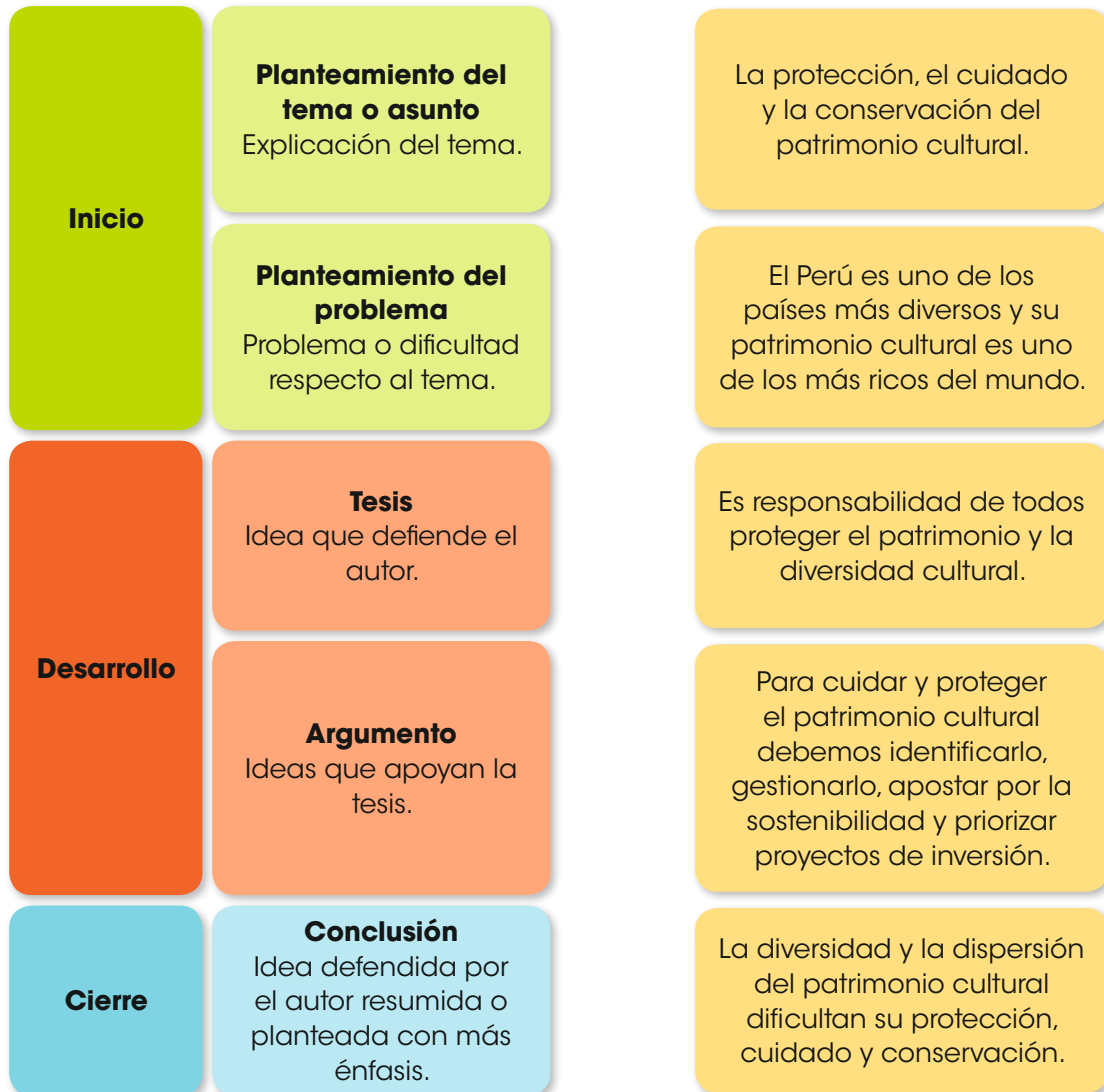 Inicio
Planteamiento del
tema o asunto
Explicación del tema.
La protección, el cuidado
y la conservación del
patrimonio cultural.
Planteamiento del
problema
Problema o dificultad
respecto al tema.
El Perú es uno de los
países más diversos y su
patrimonio cultural es uno
de los más ricos del mundo.
Desarrollo
Tesis
Idea que defiende el
autor.
Es responsabilidad de todos
proteger el patrimonio y la
diversidad cultural.
Argumento
Ideas que apoyan la
tesis.
Para cuidar y proteger
el patrimonio cultural
debemos identificarlo,
gestionarlo, apostar por la
sostenibilidad y priorizar
proyectos de inversión.
Cierre
Conclusión
Idea defendida por
el autor resumida o
planteada con más
énfasis.
La diversidad y la dispersión
del patrimonio cultural
dificultan su protección,
cuidado y conservación.